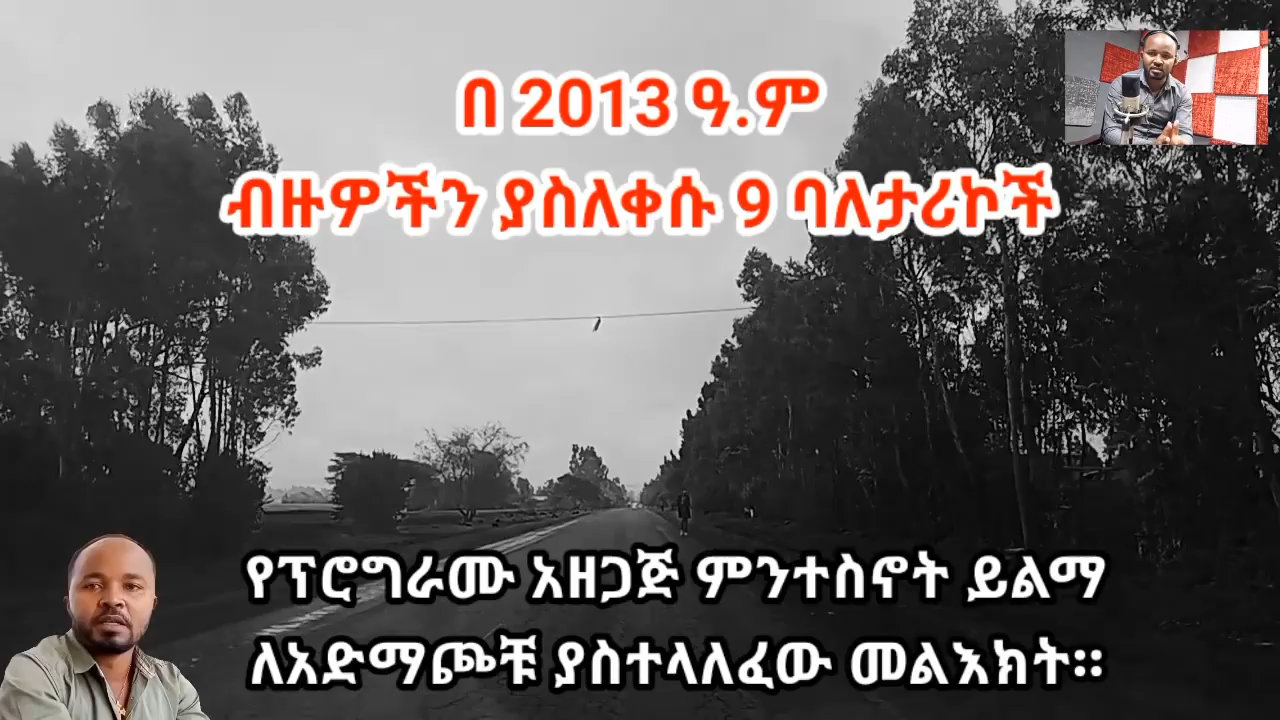 በ 2013 ዓ.ም
ብዙዎችን ያስለቀሱ 9 ባለታሪኮች
የፕሮግራሙ አዘጋጅ ምንተስኖት ይልማ
ለአድማጮቹ ያስተላለፈው መልእክት።